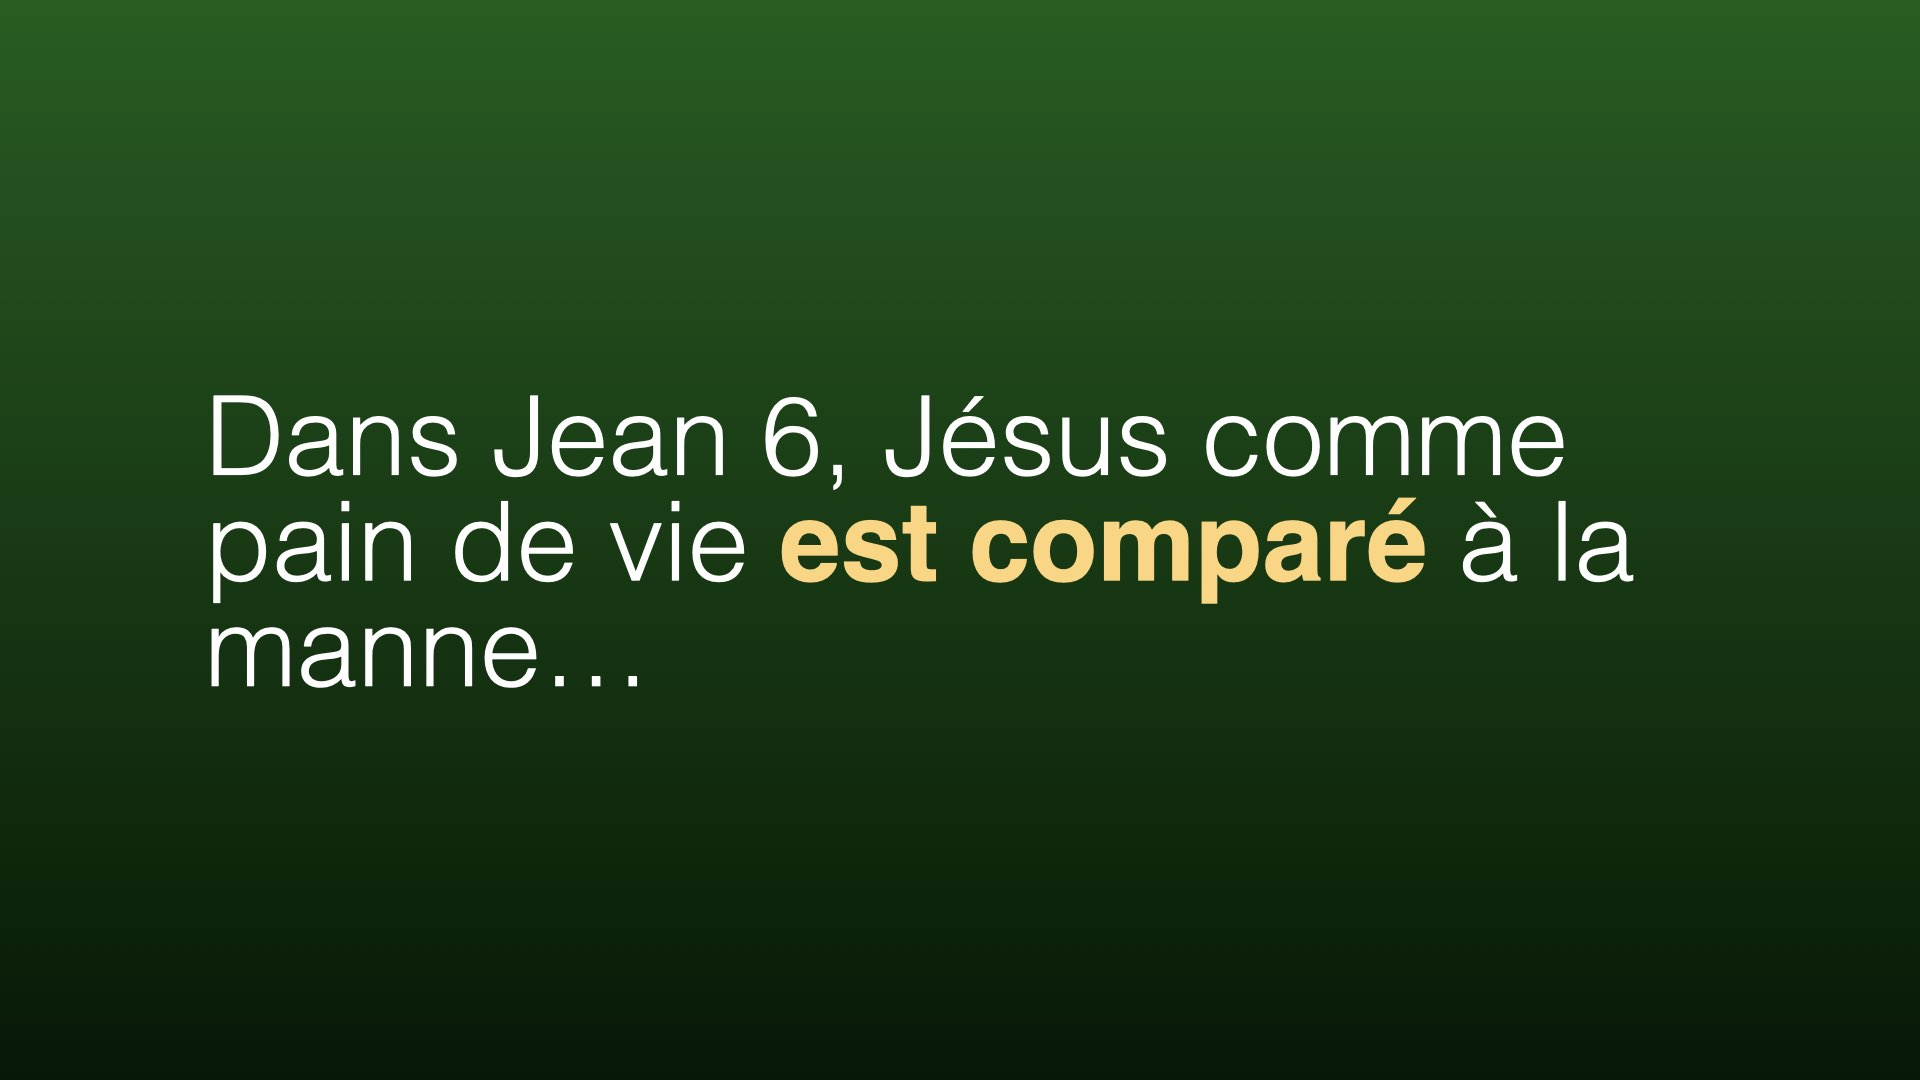 Dans Jean 6, Jésus comme
pain de vie est comparé à la
manne…